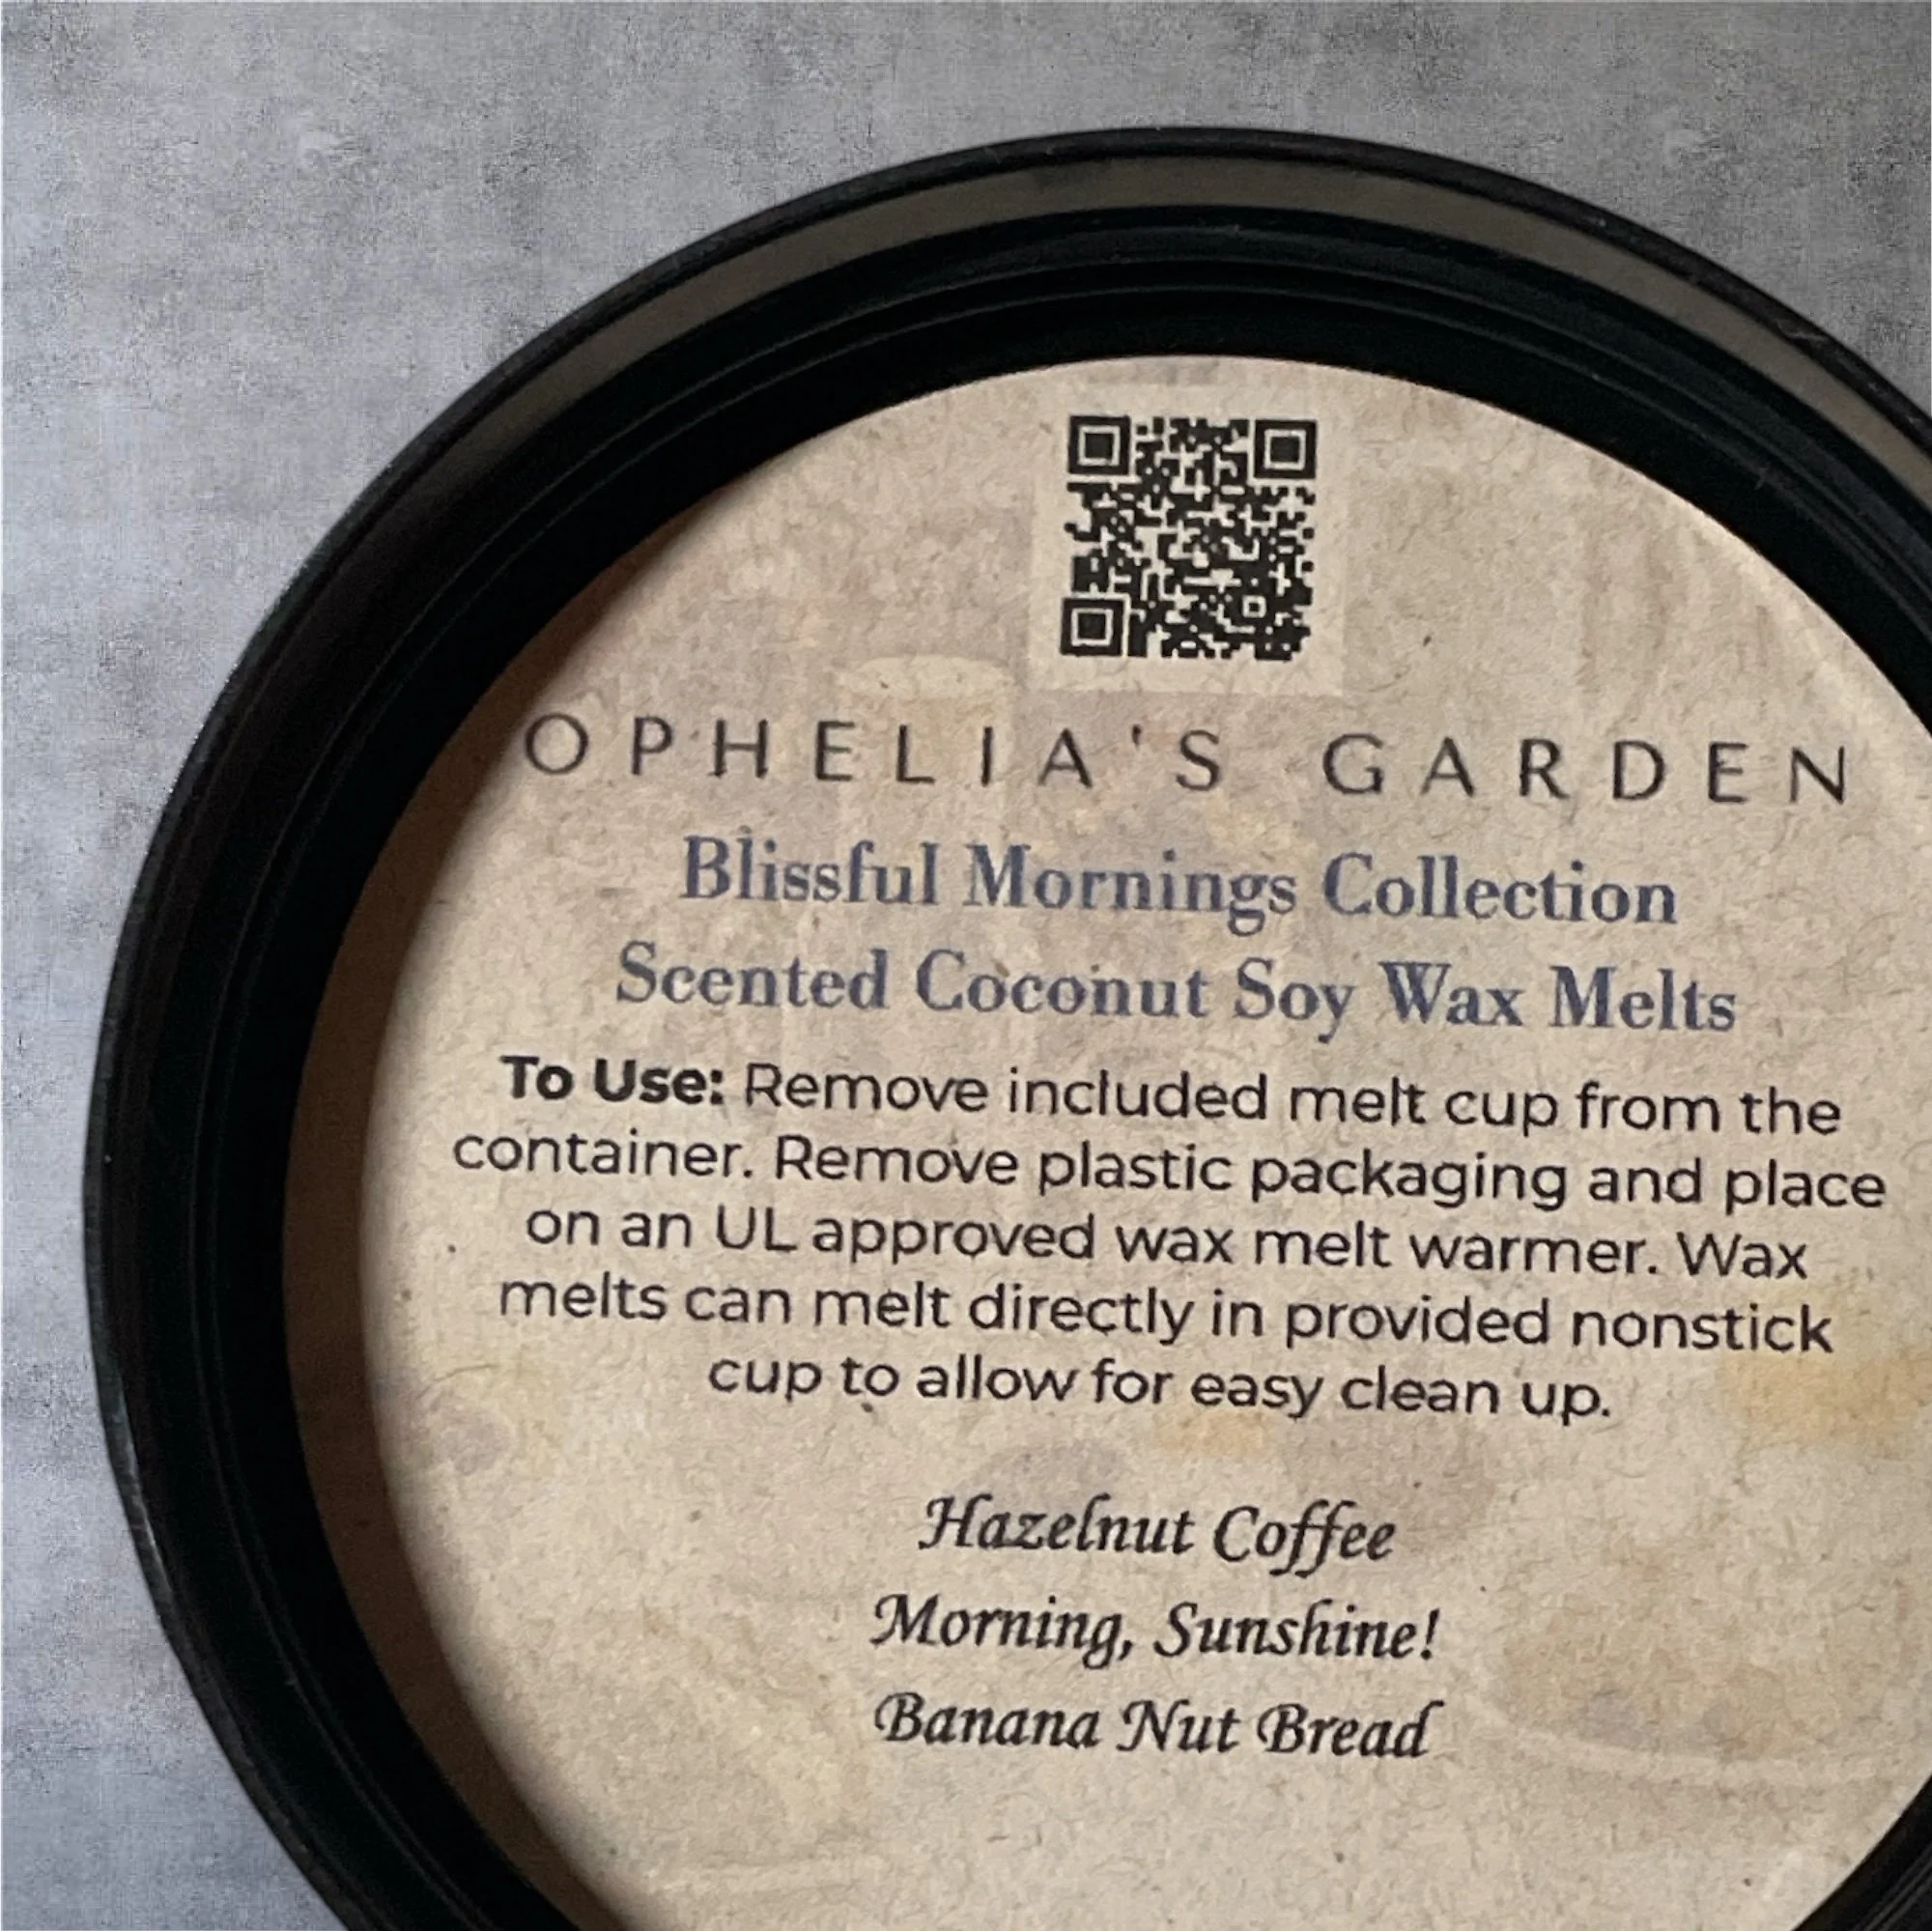 OPHELIA'S GARDEN
Blissful Mornings Collection
Scented Coconut Soy Wax Melts
To Use: Remove included melt cup from the
container. Remove plastic packaging and place
on an UL approved wax melt warmer. Wax
melts can melt directly in provided nonstick
cup to allow for easy clean up.
Hazelnut Coffee
Morning, Sunshine!
Banana Nut Bread